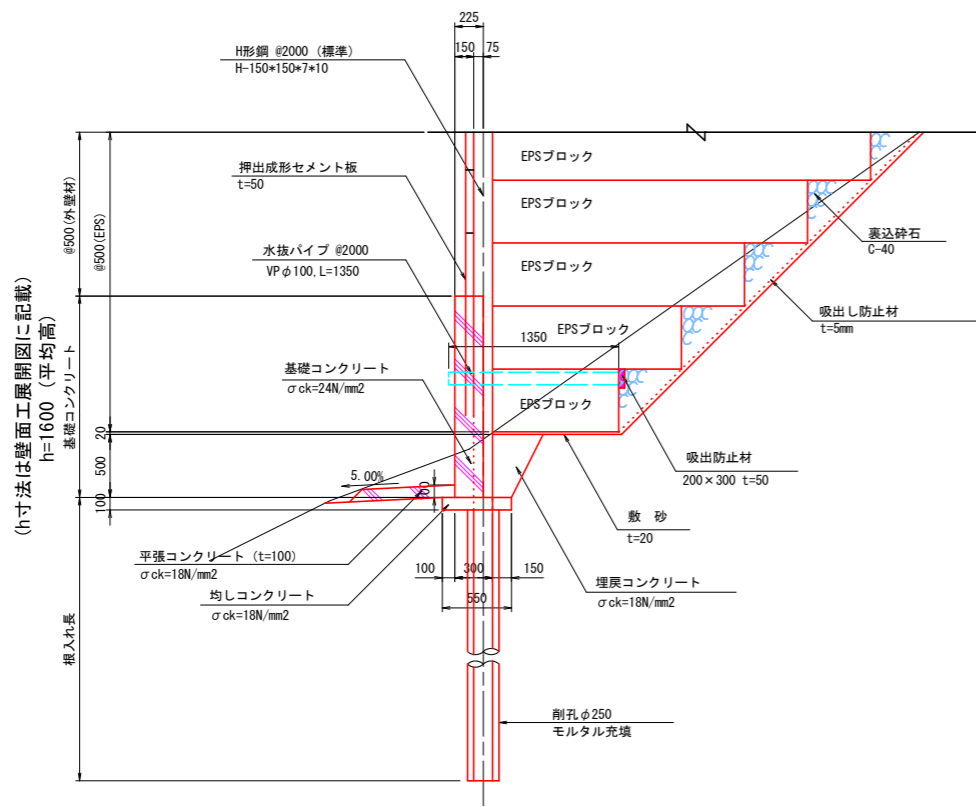 225
150
75
H形鋼 @2000 (標準)
H-150*150*7*10
EPSブロック
押出成形セメント板
t=50
EPSブロック
裏込砕石
C-40
水抜パイプ @2000
VPφ100,L=1350
EPSブロック
吸出し防止材
t=5mm
EPSブロック
1350
基礎コンクリート
σck=24N/mm2
EPSブロック
吸出防止材
200×300 t=50
5.00%
敷 砂
t=20
平張コンクリート (t=100)
σck=18N/mm2
100
300
150
550
埋戻コンクリート
σck=18N/mm2
均しコンクリート
σck=18N/mm2
削孔φ250
モルタル充填
(h寸法は壁面工展開図に記載)
h=1600 (平均高)
@500(外壁材)
基礎コンクリート
根入れ長
@500(EPS)
20
500
100